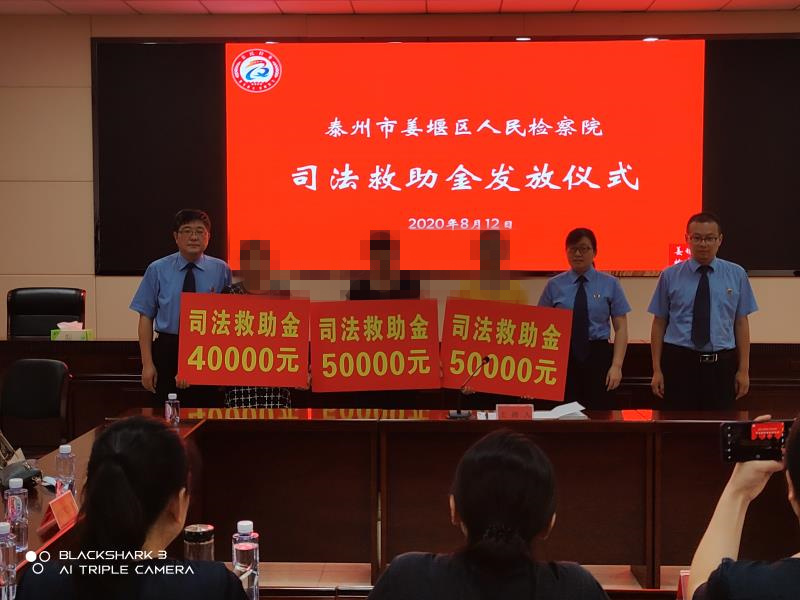 泰州市姜堰区人民检察院
司法救助金发放仪式
2020年8月12日
姜
司法救助金
40000元
司法救助金
50000元
司法救助金
50000元
BLACKSHARK 3
AI TRIPLE CAMERA